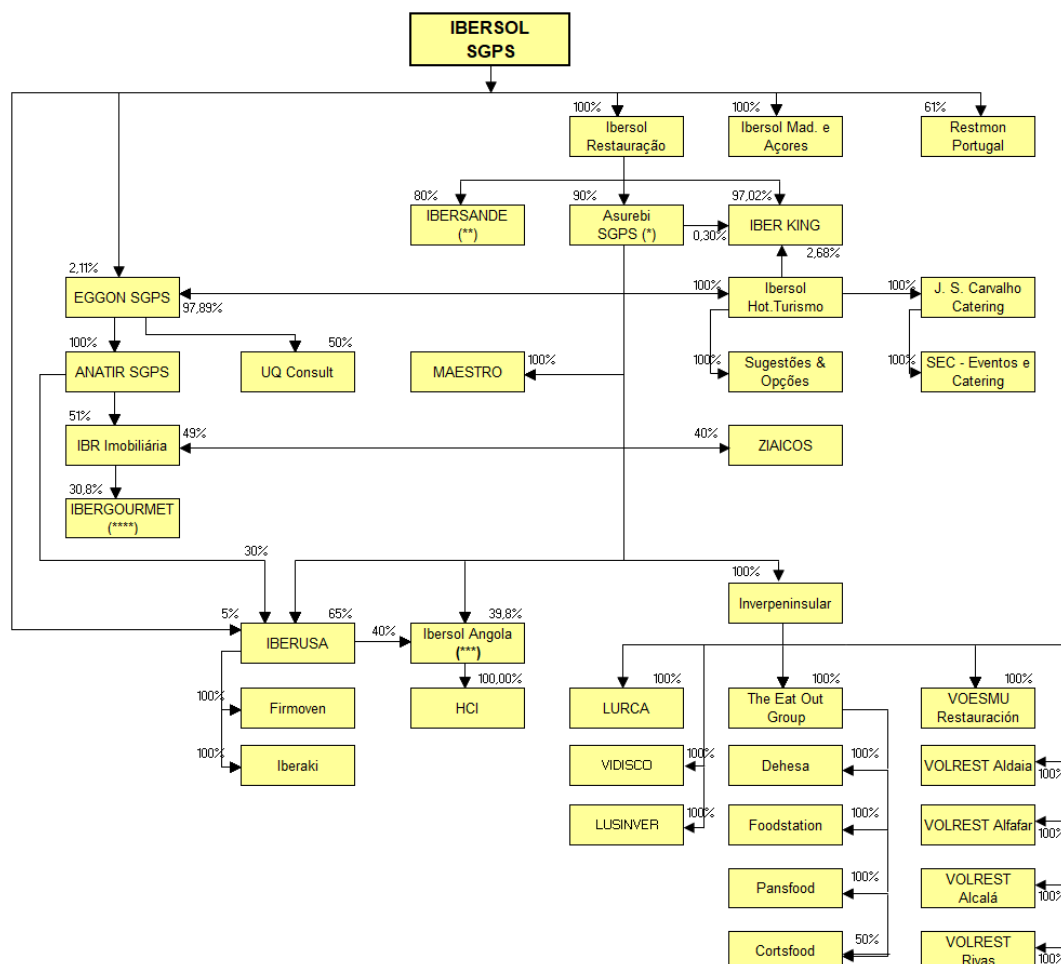 IBERSOL
SGPS
100%
100%
61%
Ibersol
Restauração
Ibersol Mad. e
Açores
Restmon
Portugal
80%
90%
97,02%
IBERSANDE
(**)
Asurebi
SGPS (*)
0,30%
IBER KING
2,68%
2,11%
EGGON SGPS
97,89%
100%
Ibersol
Hot.Turismo
100%
J. S. Carvalho
Catering
100%
ANATIR SGPS
50%
UQ Consult
MAESTRO
100%
100%
Sugestões &
Opções
100%
SEC - Eventos e
Catering
51%
IBR Imobiliária
49%
40%
ZIAICOS
30,8%
IBERGOURMET
(****)
30%
100%
Inverpeninsular
5%
65%
IBERUSA
40%
39,8%
Ibersol Angola
(***)
100%
Firmoven
100,00%
HCI
100%
LURCA
100%
The Eat Out
Group
100%
VOESMU
Restauración
100%
Iberaki
VIDISCO
100%
Dehesa
100%
VOLREST Aldaia
100%
LUSINVER
100%
Foodstation
100%
VOLREST Alfafar
100%
Pansfood
100%
VOLREST
Alcalá
100%
Cortsfood
50%
VOLREST
Rivas
100%